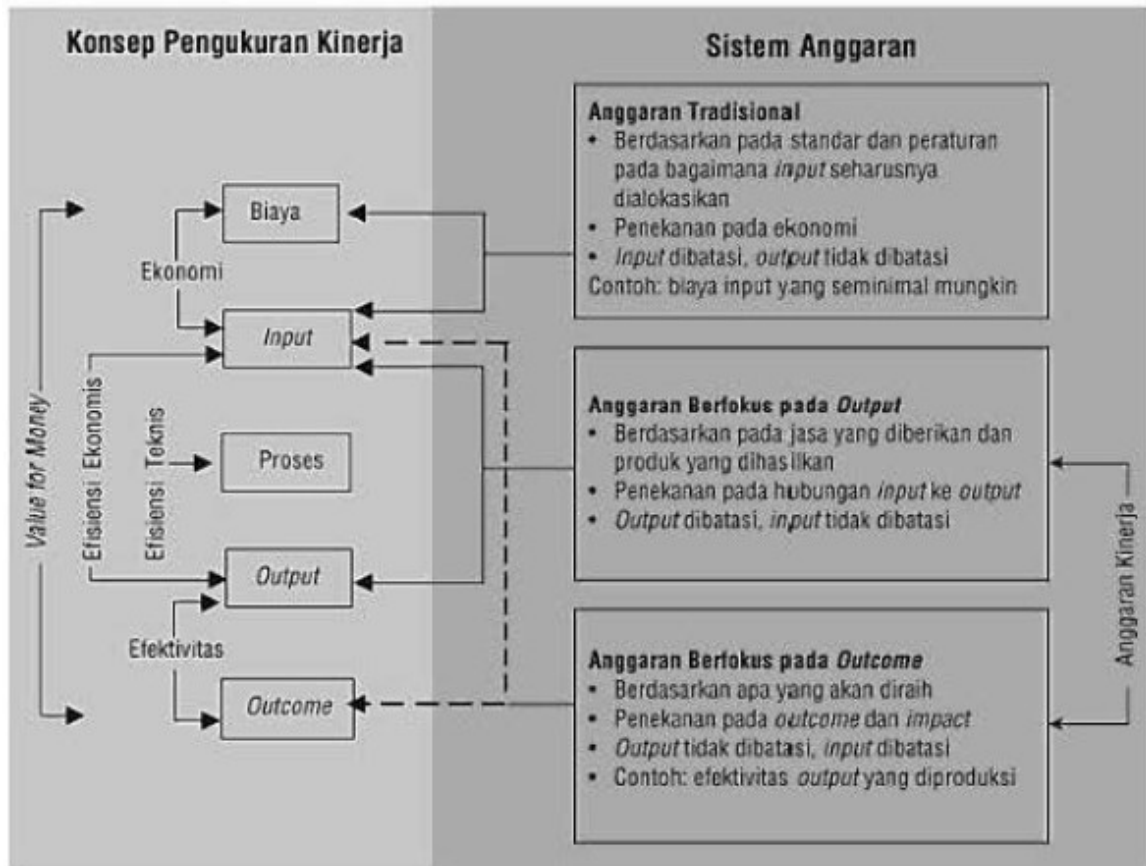 Konsep Pengukuran Kinerja
Biaya
Ekonomi
Input
Value for Money
Efisiensi Ekonomis
Efisiensi Teknis
Proses
Output
Efektivitas
Outcome
Sistem Anggaran
Anggaran Tradisional
• Berdasarkan pada standar dan peraturan
pada bagaimana input seharusnya
dialokasikan
• Penekanan pada ekonomi
• Input dibatasi, output tidak dibatasi
Contoh: biaya input yang seminimal mungkin
Anggaran Berfokus pada Output
• Berdasarkan pada jasa yang diberikan dan
produk yang dihasilkan
• Penekanan pada hubungan input ke output
• Output dibatasi, input tidak dibatasi
Anggaran Berfokus pada Outcome
• Berdasarkan apa yang akan diraih
• Penekanan pada outcome dan impact
• Output tidak dibatasi, input dibatasi
• Contoh: efektivitas output yang diproduksi
Anggaran Kinerja